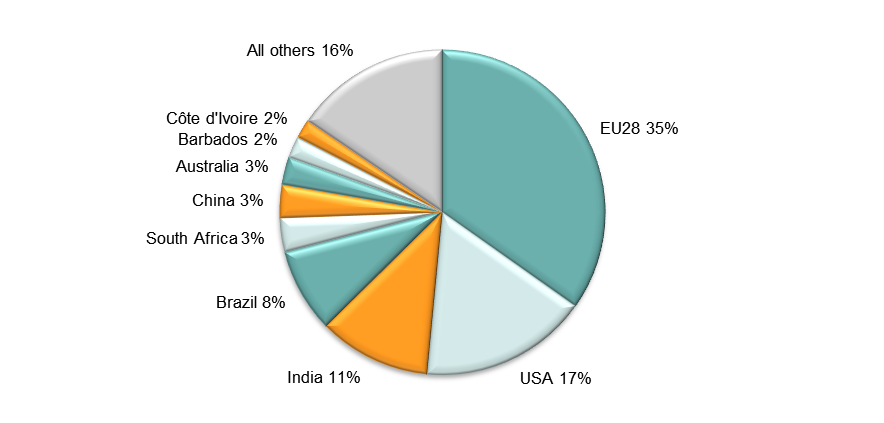 All others 16%
EU28 35%
Côte d'Ivoire 2%
Barbados 2%
Australia 3%
China 3%
South Africa 3%
Brazil 8%
India 11%
USA 17%